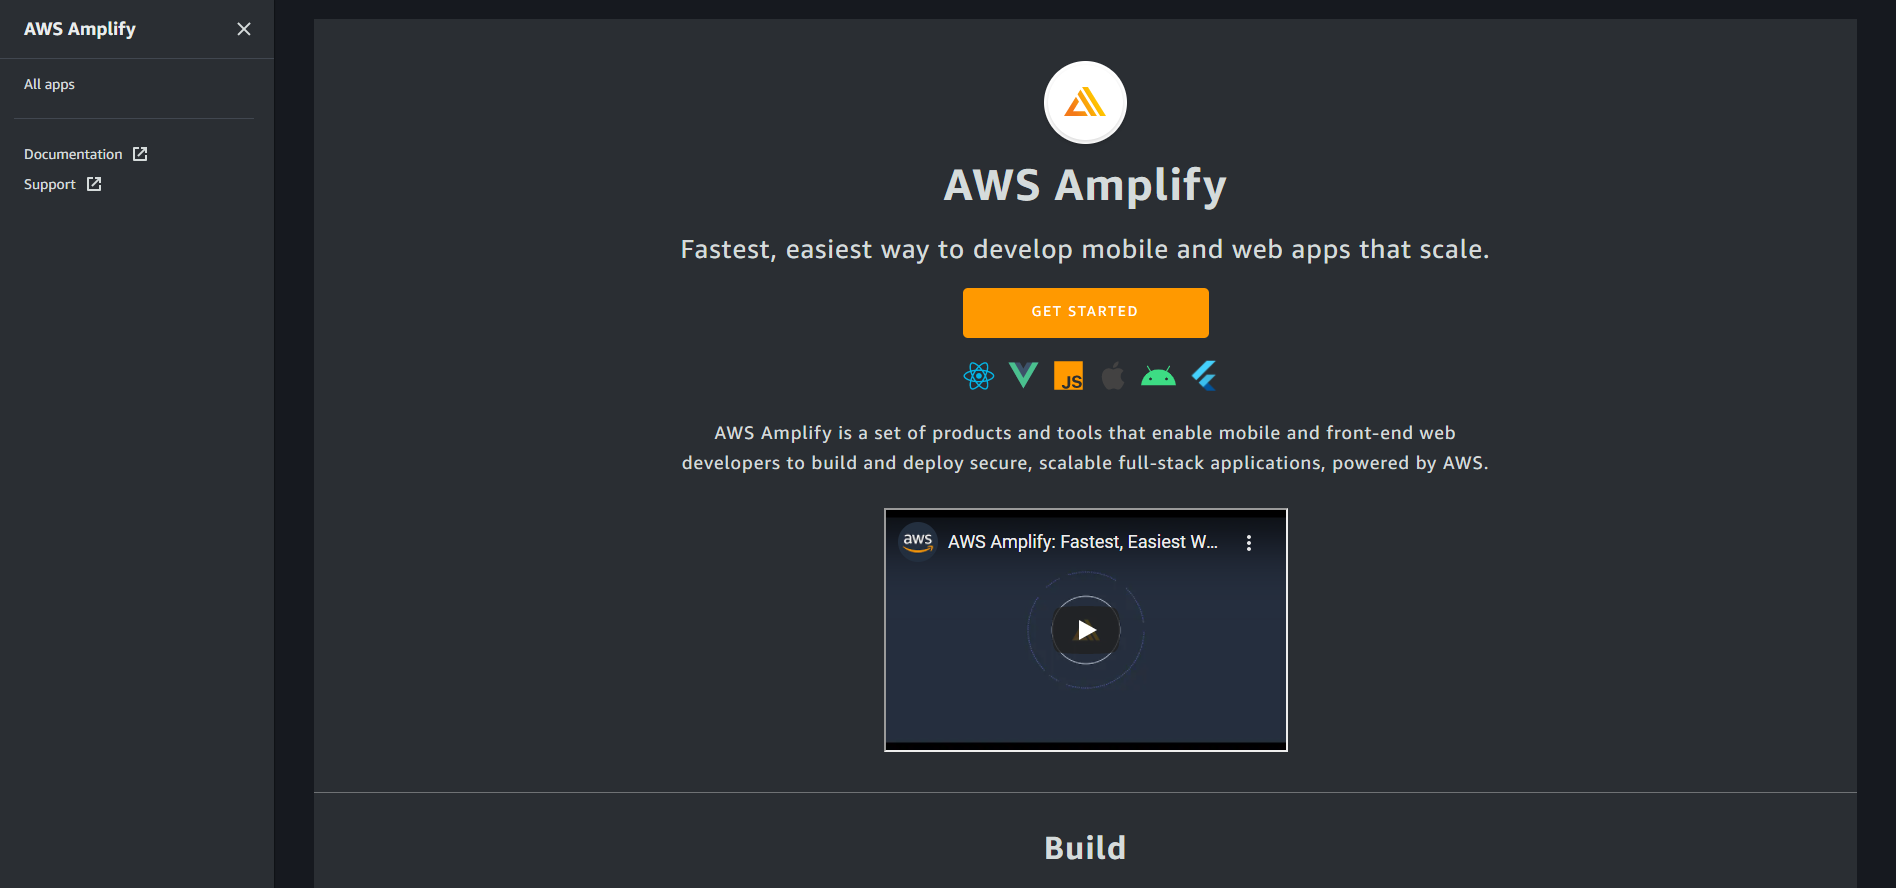 AWS Amplify
All apps
Documentation
Support
AWS Amplify
Fastest, easiest way to develop mobile and web apps that scale.
GET STARTED
JS
AWS Amplify is a set of products and tools that enable mobile and front-end web
developers to build and deploy secure, scalable full-stack applications, powered by AWS.
aws AWS Amplify: Fastest, Easiest W...
Build